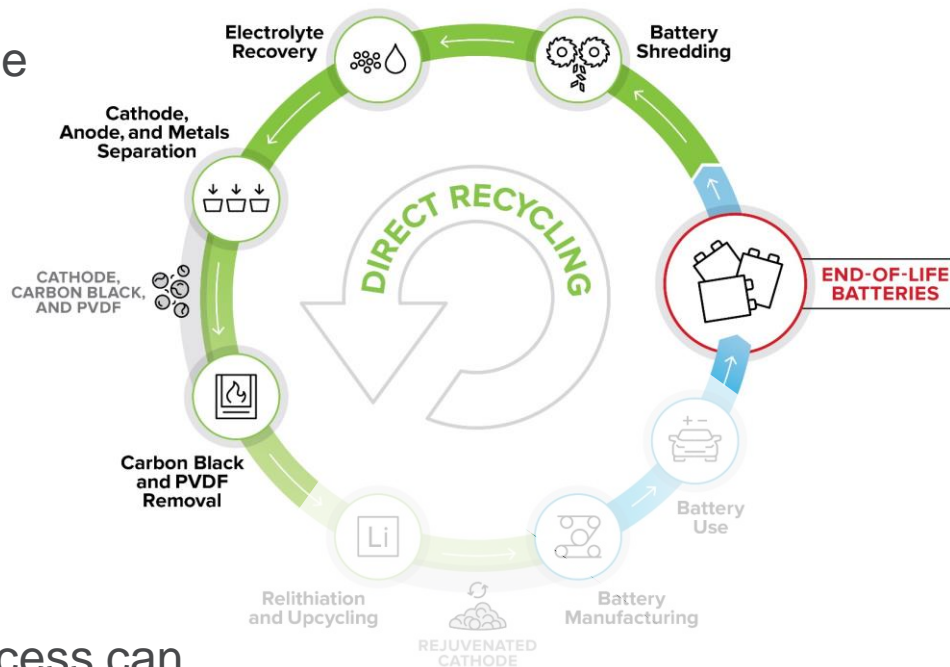 e
Electrolyte
Recovery
Battery
Shredding
Cathode,
Anode, and Metals
Separation
DIRECT RECYCLING
CATHODE,
CARBON BLACK,
AND PVDF
END-OF-LIFE
BATTERIES
Carbon Black
and PVDF
Removal
+ −
Battery
Use
Li
Relithiation
and Upcycling
Battery
Manufacturing
REJUVENATED
CATHODE
cess can